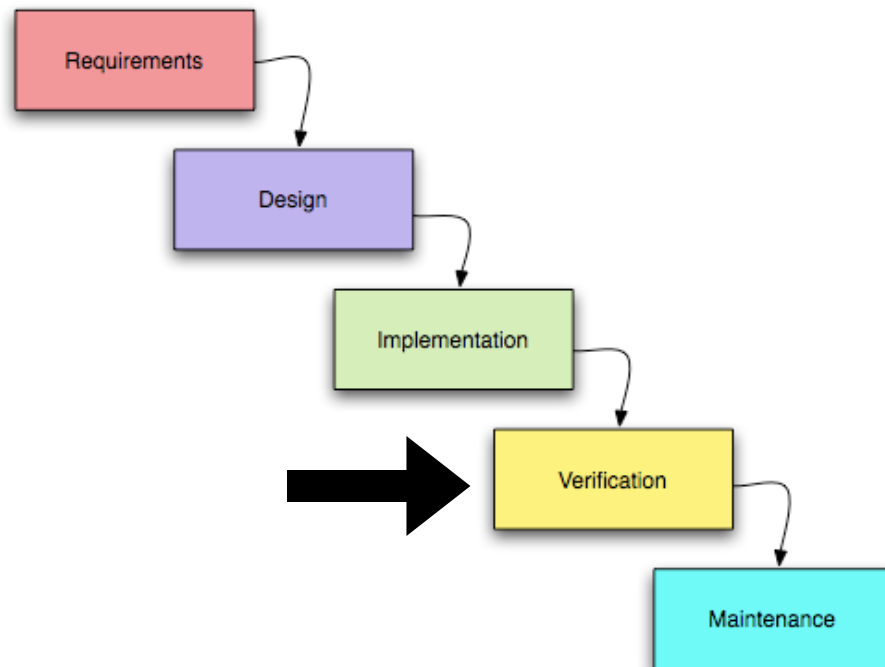 Requirements
Design
Implementation
Verification
Maintenance